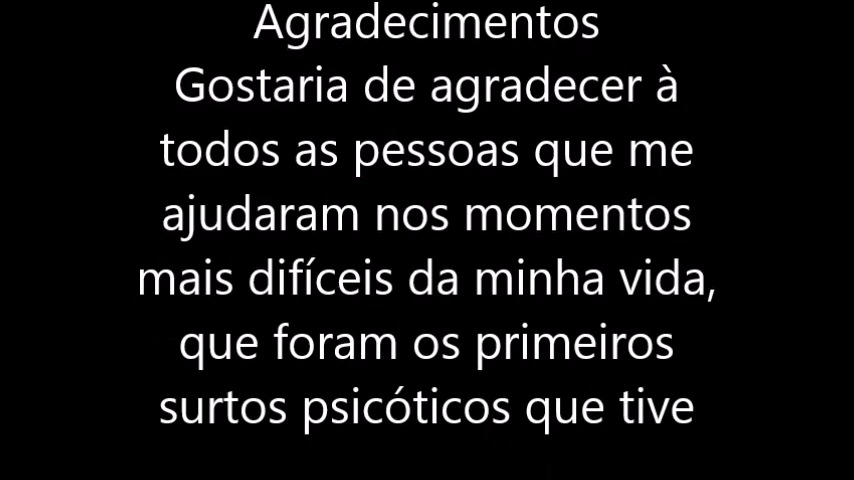 Agradecimentos
Gostaria de agradecer à
todos as pessoas que me
ajudaram nos momentos
mais difíceis da minha vida,
que foram os primeiros
surtos psicóticos que tive